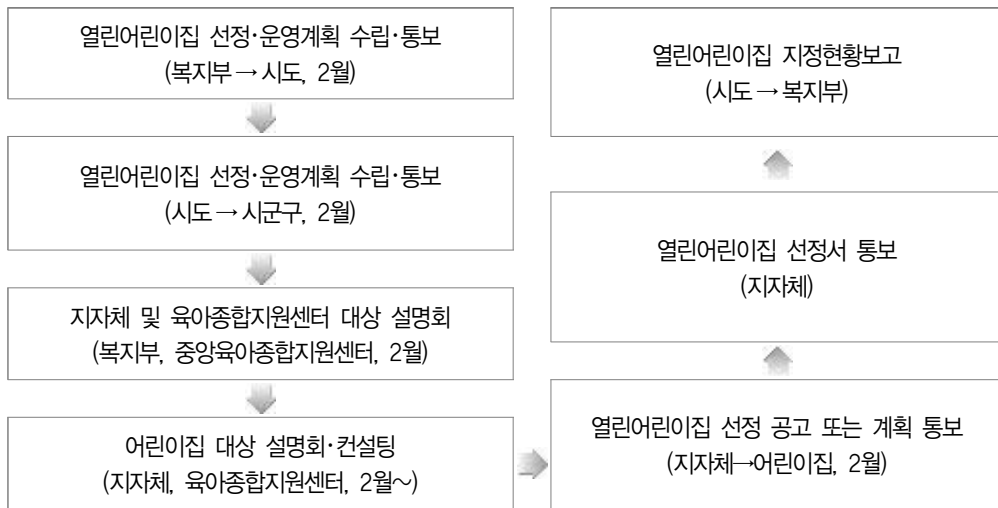 열린어린이집 선정·운영계획 수립·통보
(복지부→시도, 2월)
열린어린이집 선정·운영계획 수립·통보
(시도→시군구, 2월)
지자체 및 육아종합지원센터 대상 설명회
(복지부, 중앙육아종합지원센터, 2월)
어린이집 대상 설명회·컨설팅
(지자체, 육아종합지원센터, 2월~)
열린어린이집 선정 공고 또는 계획 통보
(지자체→어린이집, 2월)
열린어린이집 선정서 통보
(지자체)
열린어린이집 지정현황보고
(시도→복지부)